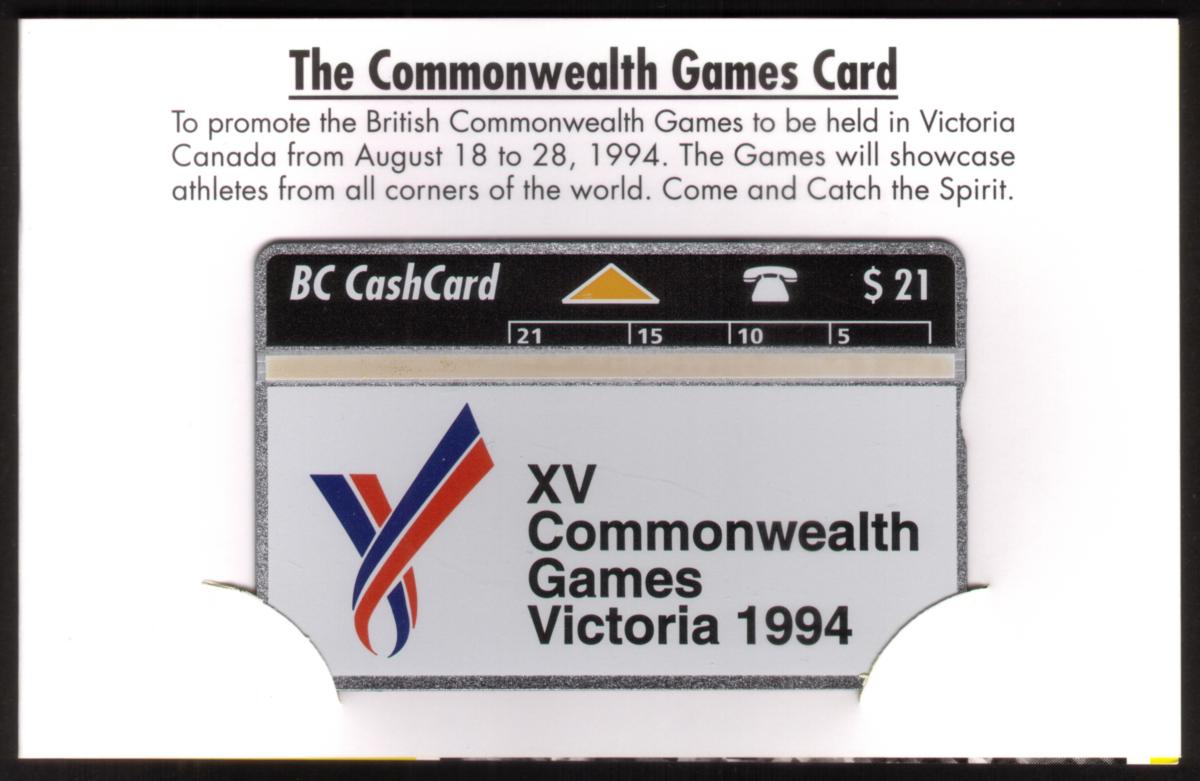 The Commonwealth Games Card
To promote the British Commonwealth Games to be held in Victoria
Canada from August 18 to 28, 1994. The Games will showcase
athletes from all corners of the world. Come and Catch the Spirit.
BC CashCard $ 21
21 15 10 5
XV
Commonwealth
Games
Victoria 1994